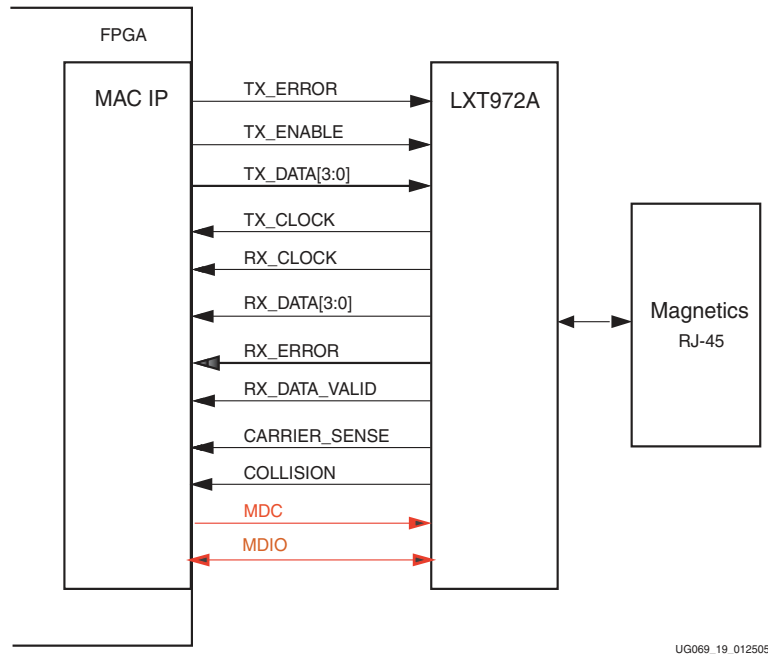 FPGA
MAC IP
LXT972A
TX_ERROR
TX_ENABLE
TX_DATA[3:0]
TX_CLOCK
RX_CLOCK
RX_DATA[3:0]
RX_ERROR
RX_DATA_VALID
CARRIER_SENSE
COLLISION
MDC
MDIO
Magnetics
RJ-45
UG069_19_012505